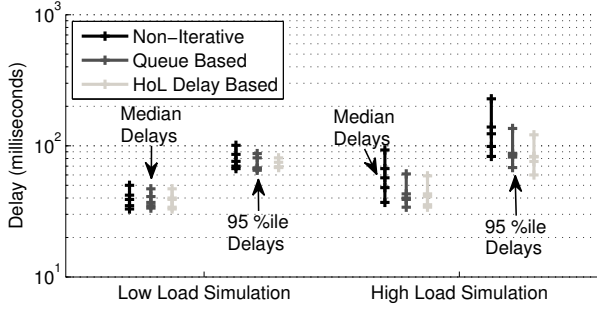 10^3
Non-Iterative
Queue Based
HoL Delay Based
Median
Delays
Median
Delays
10^2
Delay (milliseconds)
95 %ile
Delays
95 %ile
Delays
10^1
Low Load Simulation
High Load Simulation